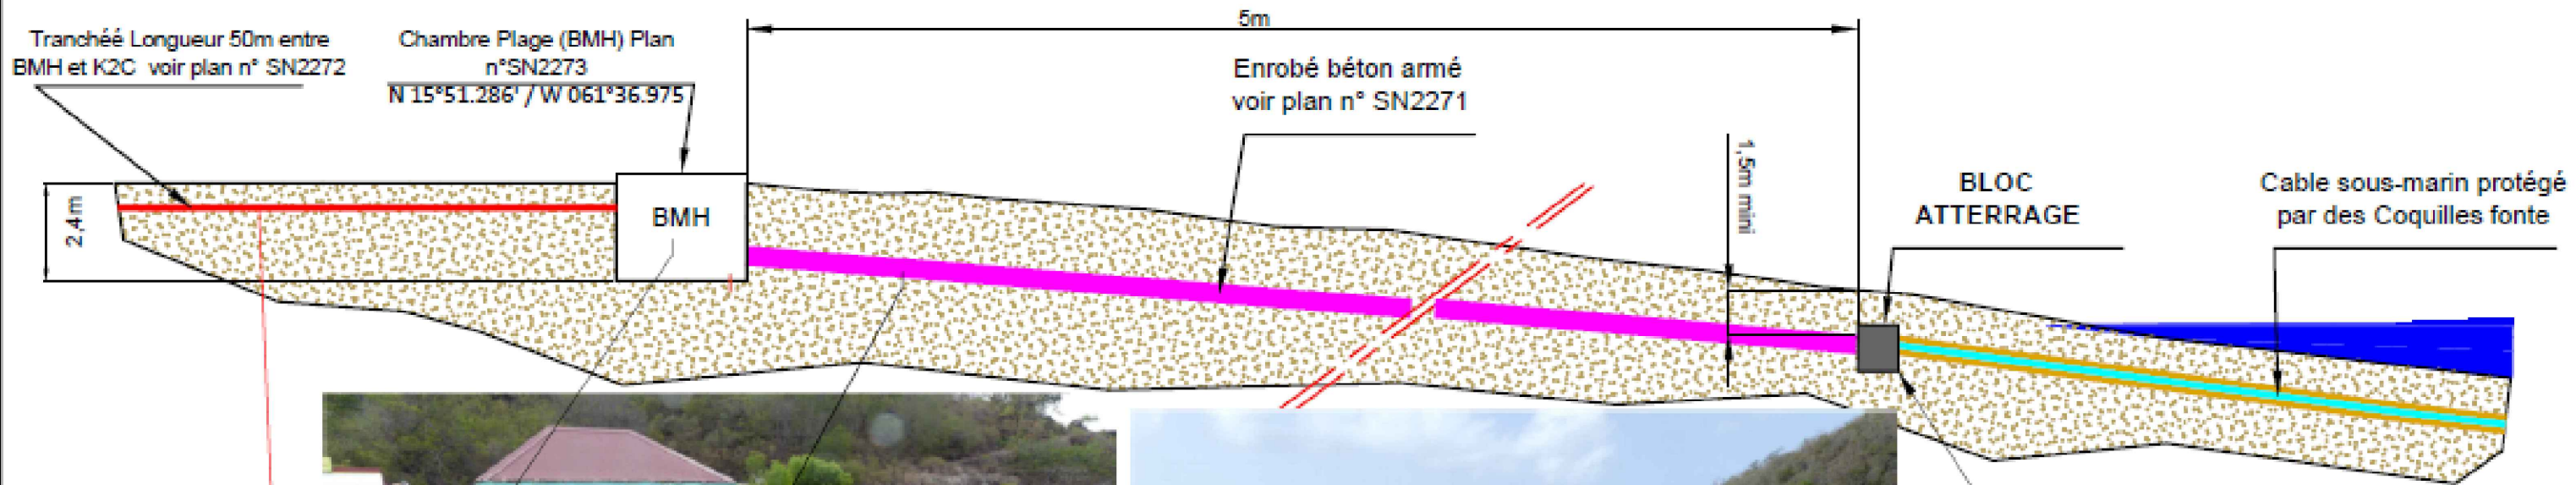 5m
Tranchéé Longueur 50m entre
BMH et K2C voir plan n° SN2272
Chambre Plage (BMH) Plan
n°SN2273
N 15°51.286' / W 061°36.975
Enrobé béton armé
voir plan n° SN2271
1,5m mini
BLOC
ATTERRAGE
Cable sous-marin protégé
par des Coquilles fonte
2,4m
BMH